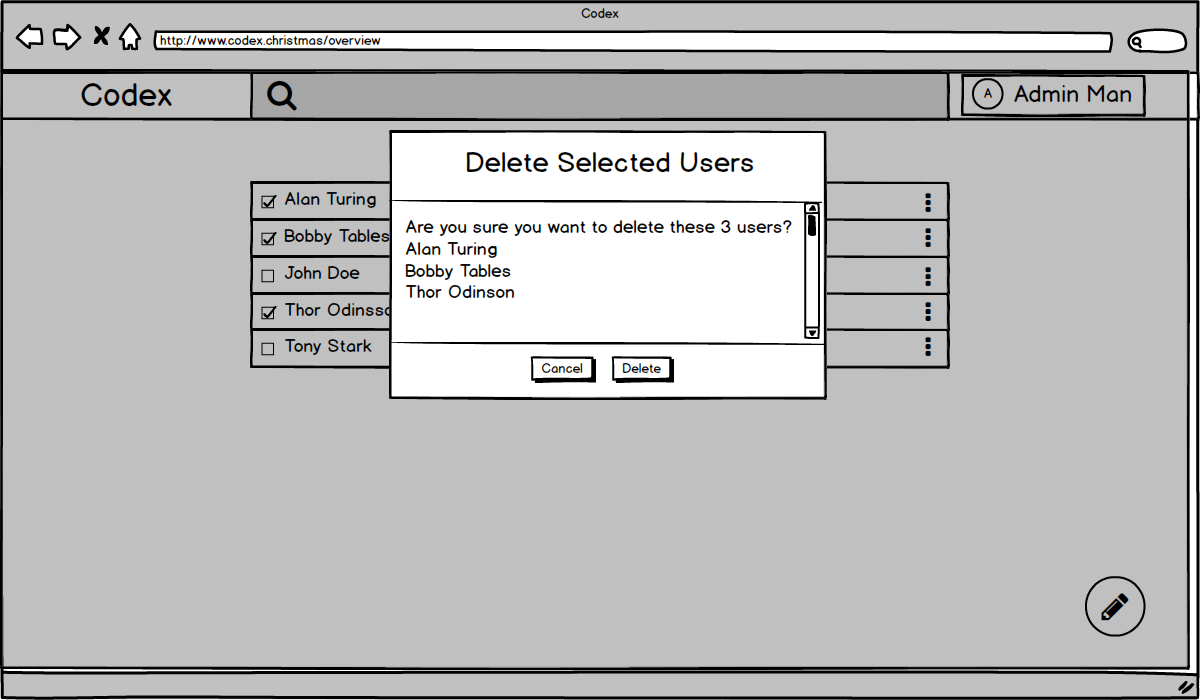 Codex
http://www.codex.christmas/overview
Codex
A Admin Man
Delete Selected Users
Alan Turing
Bobby Tables
John Doe
Thor Odinsso
Tony Stark
Are you sure you want to delete these 3 users?
Alan Turing
Bobby Tables
Thor Odinson
Cancel Delete